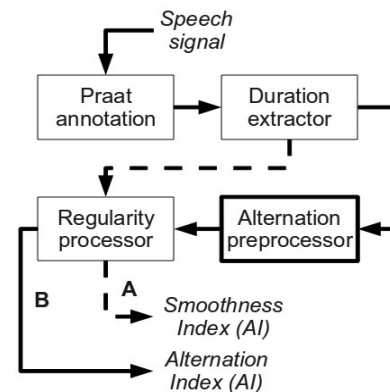 Speech
signal
Praat
annotation
Duration
extractor
Regularity
processor
Alternation
preprocessor
B
A
Smoothness
Index (AI)
Alternation
Index (AI)